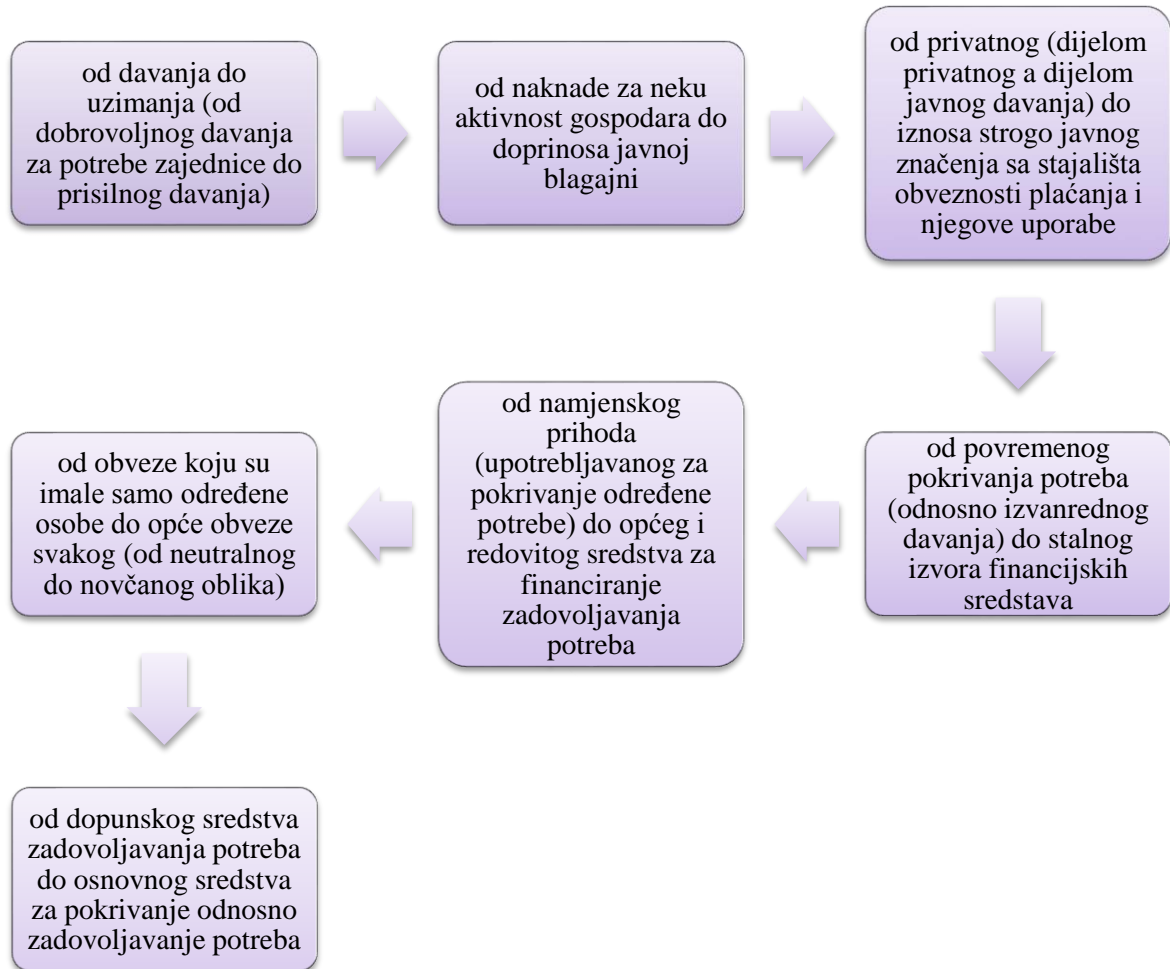 od davanja do
uzimanja (od
dobrovoljnog davanja
za potrebe zajednice do
prisilnog davanja)
od naknade za neku
aktivnost gospodara do
doprinosa javnoj
blagajni
od privatnog (dijelom
privatnog a dijelom
javnog davanja) do
iznosa strogo javnog
značenja sa stajališta
obveznosti plaćanja i
njegove uporabe
od povremenog
pokrivanja potreba
(odnosno izvanrednog
davanja) do stalnog
izvora financijskih
sredstava
od namjenskog
prihoda
(upotrebljavanog za
pokrivanje određene
potrebe) do općeg i
redovitog sredstva za
financiranje
zadovoljavanja
potreba
od obveze koju su
imale samo određene
osobe do opće obveze
svakog (od neutralnog
do novčanog oblika)
od dopunskog sredstva
zadovoljavanja potreba
do osnovnog sredstva
za pokrivanje odnosno
zadovoljavanje potreba